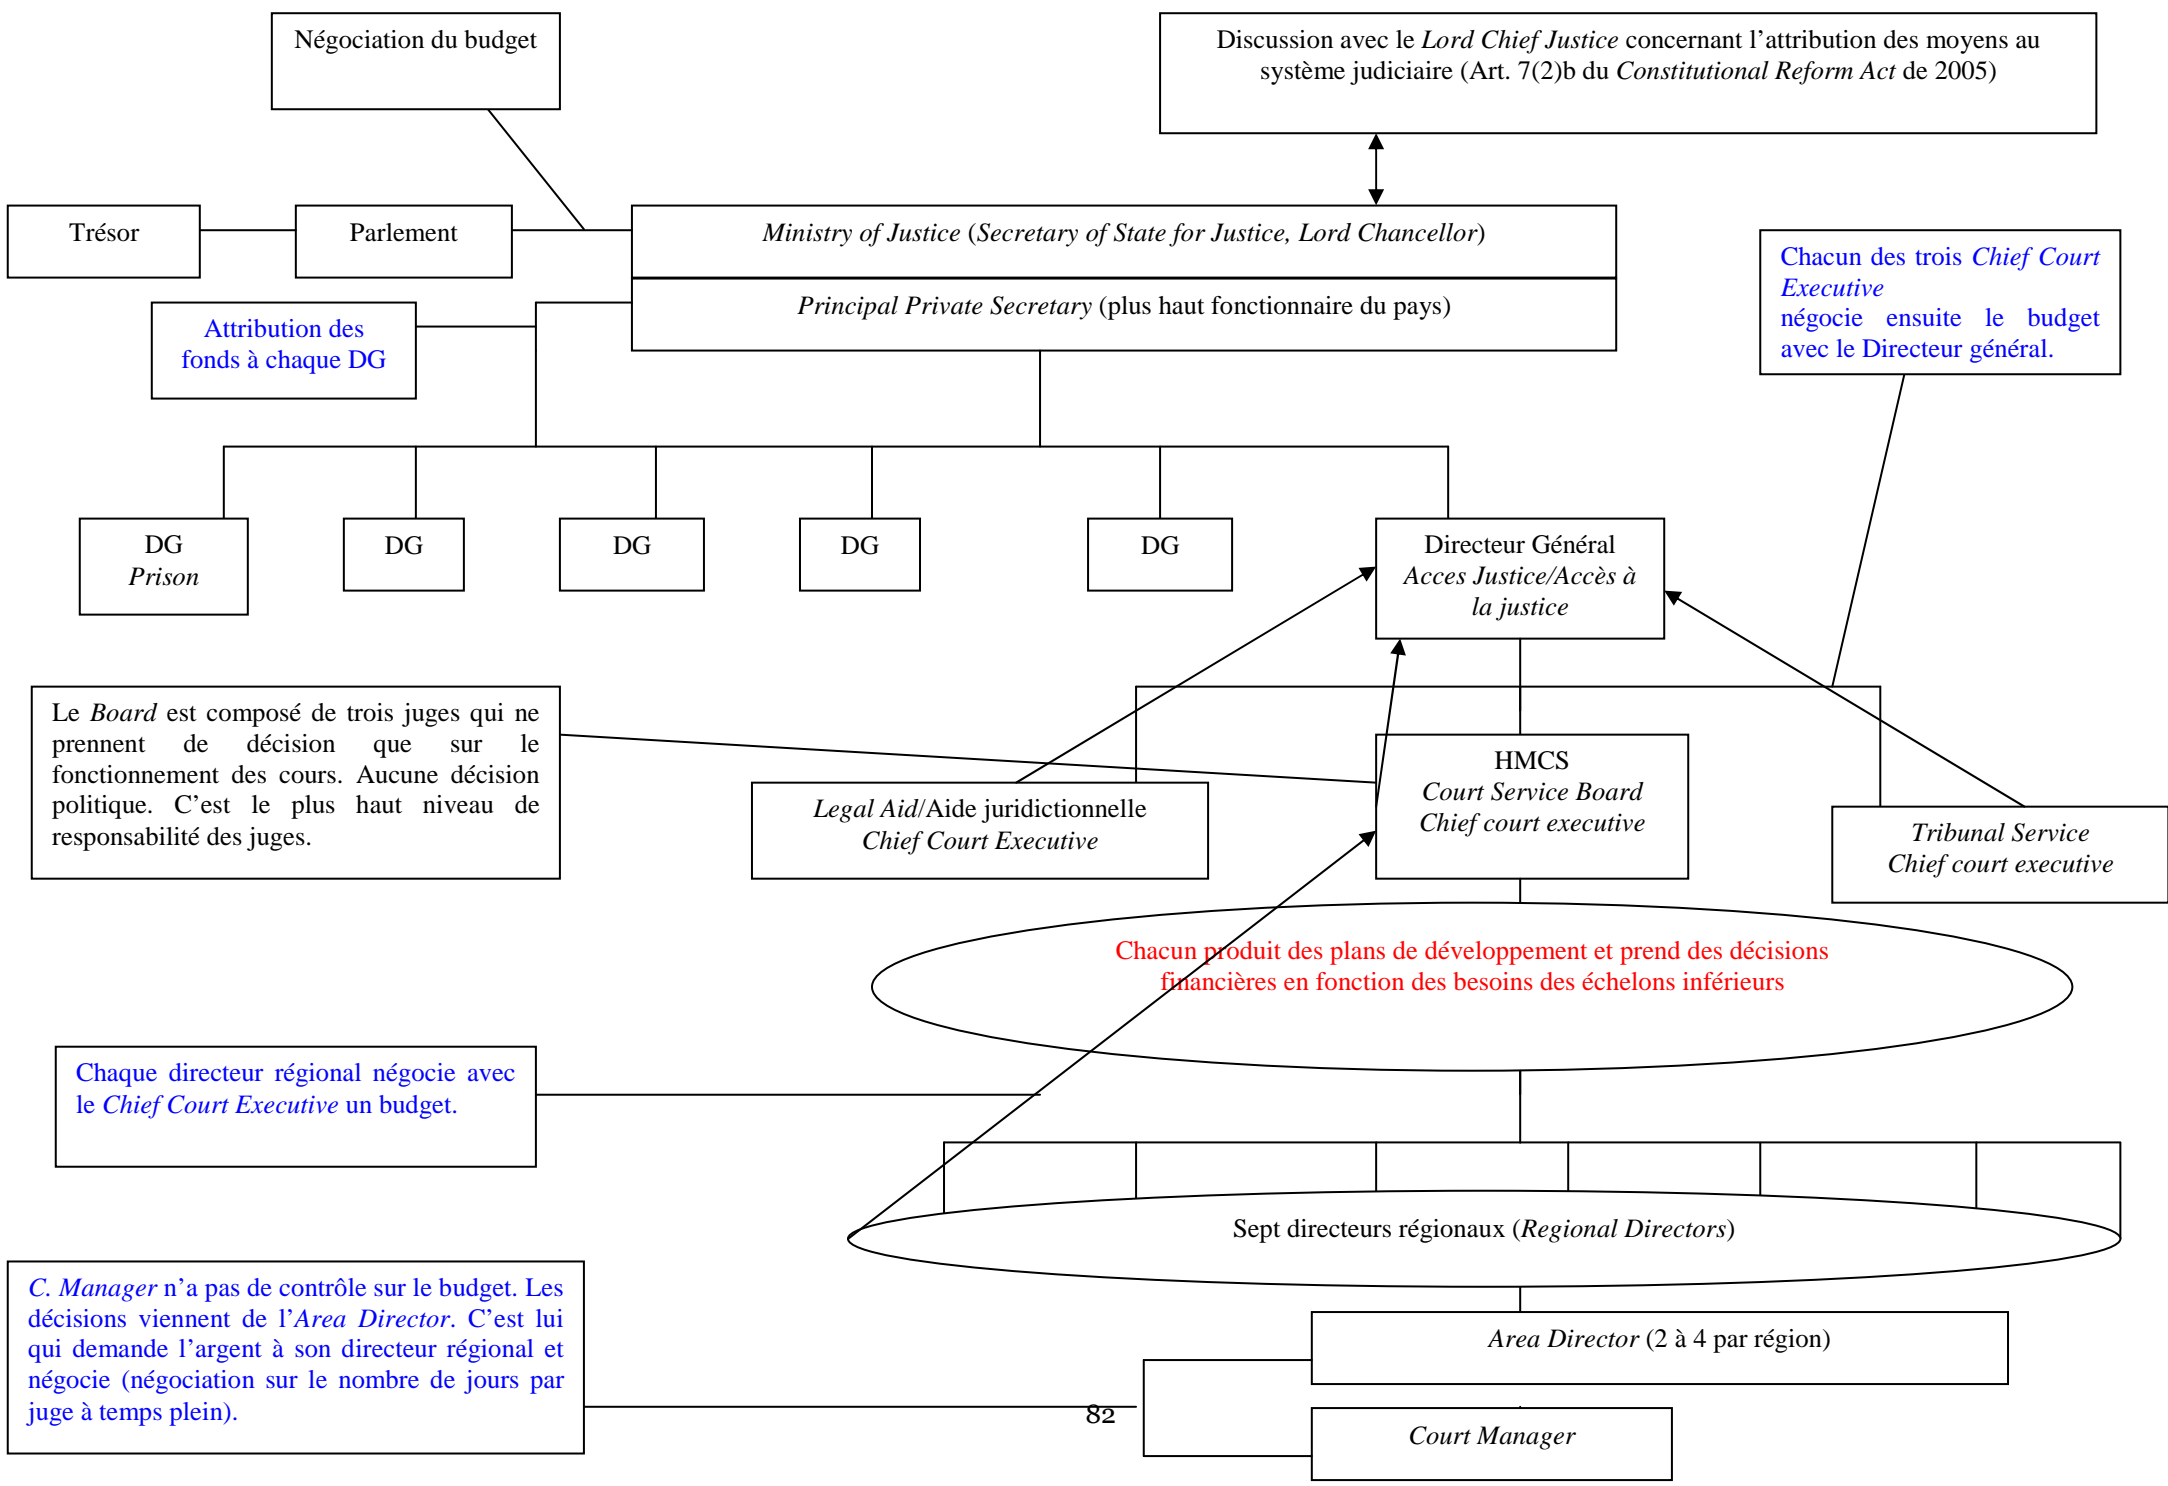 Négociation du budget
Discussion avec le Lord Chief Justice concernant l’attribution des moyens au
système judiciaire (Art. 7(2)b du Constitutional Reform Act de 2005)
Trésor
Parlement
Ministry of Justice (Secretary of State for Justice, Lord Chancellor)
Principal Private Secretary (plus haut fonctionnaire du pays)
Chacun des trois Chief Court
Executive
négocie ensuite le budget
avec le Directeur général.
Attribution des
fonds à chaque DG
DG
Prison
DG
DG
DG
DG
Directeur Général
Acces Justice/Accès à
la justice
Le Board est composé de trois juges qui ne
prennent de décision que sur le
fonctionnement des cours. Aucune décision
politique. C’est le plus haut niveau de
responsabilité des juges.
Legal Aid/Aide juridictionnelle
Chief Court Executive
HMCS
Court Service Board
Chief court executive
Tribunal Service
Chief court executive
Chacun produit des plans de développement et prend des décisions
financières en fonction des besoins des échelons inférieurs
Chaque directeur régional négocie avec
le Chief Court Executive un budget.
Sept directeurs régionaux (Regional Directors)
C. Manager n’a pas de contrôle sur le budget. Les
décisions viennent de l’Area Director. C’est lui
qui demande l’argent à son directeur régional et
négocie (négociation sur le nombre de jours par
juge à temps plein).
Area Director (2 à 4 par région)
Court Manager
82